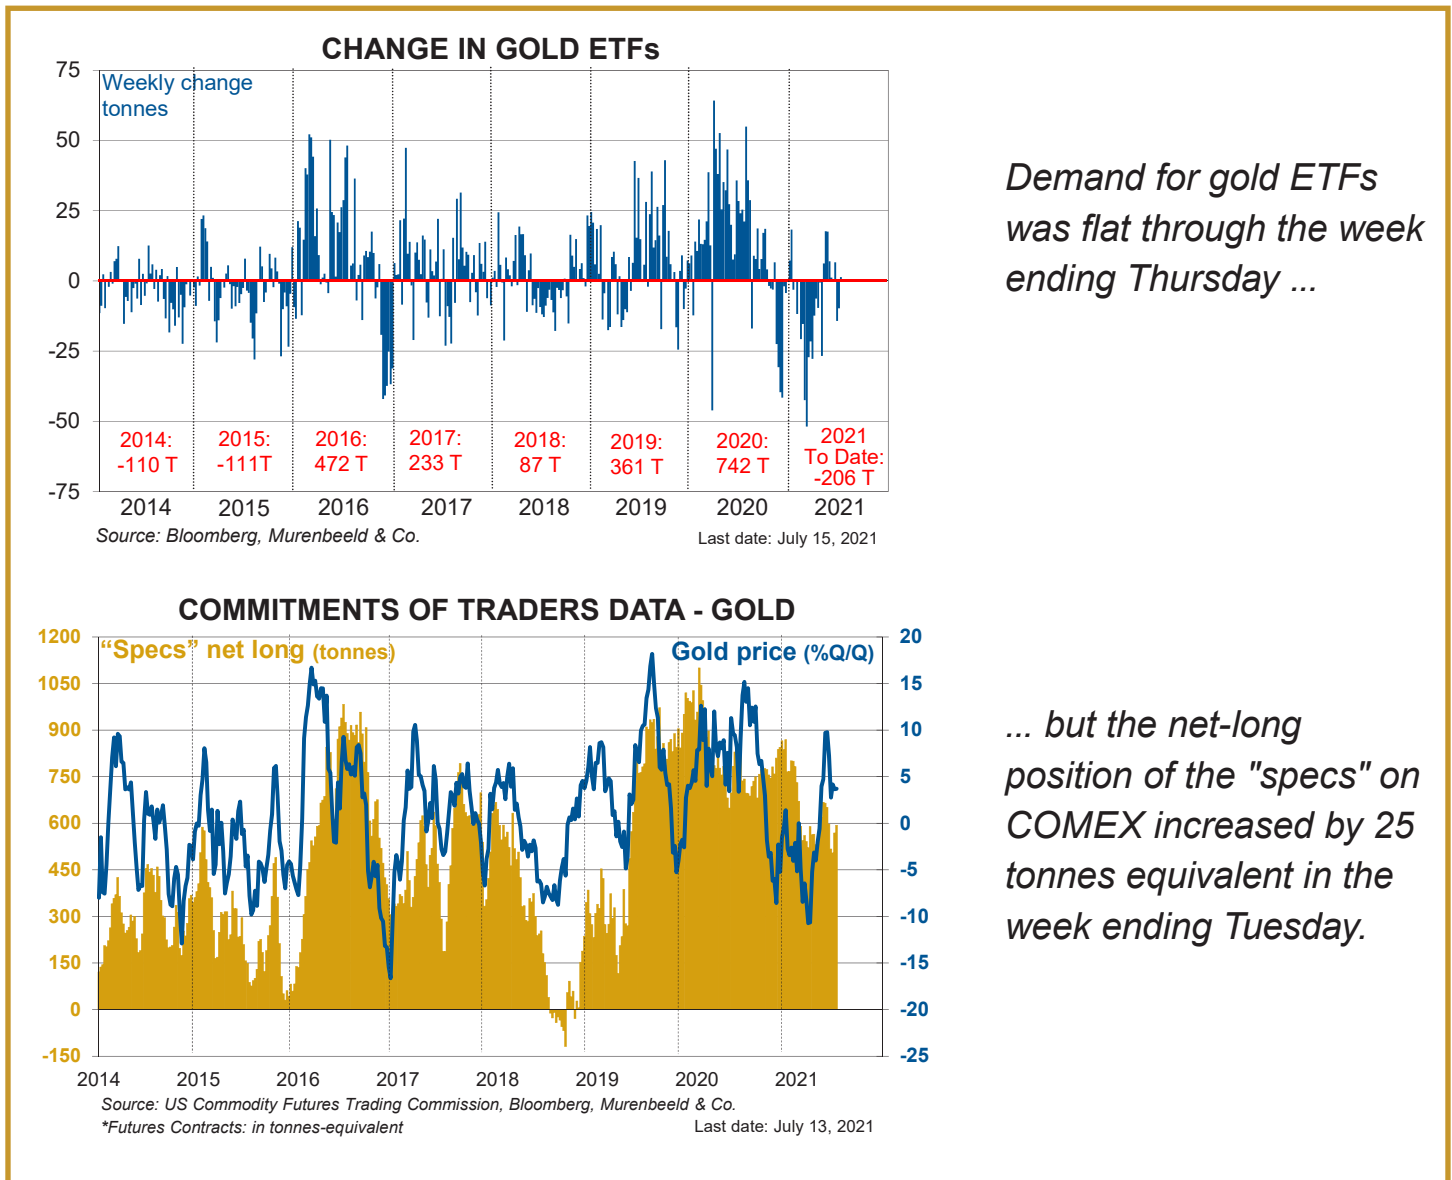 CHANGE IN GOLD ETFs
75
50
25
0
-25
-50
-75
Weekly change
tonnes
2014:
-110 T
2015:
-111T
2016:
472 T
2017:
233 T
2018:
87 T
2019:
361 T
2020:
742 T
2021
To Date:
-206 T
2014 2015 2016 2017 2018 2019 2020 2021
Source: Bloomberg, Murenbeeld & Co.
Last date: July 15, 2021
Demand for gold ETFs
was flat through the week
ending Thursday ...
COMMITMENTS OF TRADERS DATA - GOLD
"Specs" net long (tonnes)
Gold price (%Q/Q)
1200
1050
900
750
600
450
300
150
0
-150
20
15
10
5
0
-5
-10
-15
-20
-25
2014 2015 2016 2017 2018 2019 2020 2021
Source: US Commodity Futures Trading Commission, Bloomberg, Murenbeeld & Co.
*Futures Contracts: in tonnes-equivalent
Last date: July 13, 2021
... but the net-long
position of the "specs" on
COMEX increased by 25
tonnes equivalent in the
week ending Tuesday.